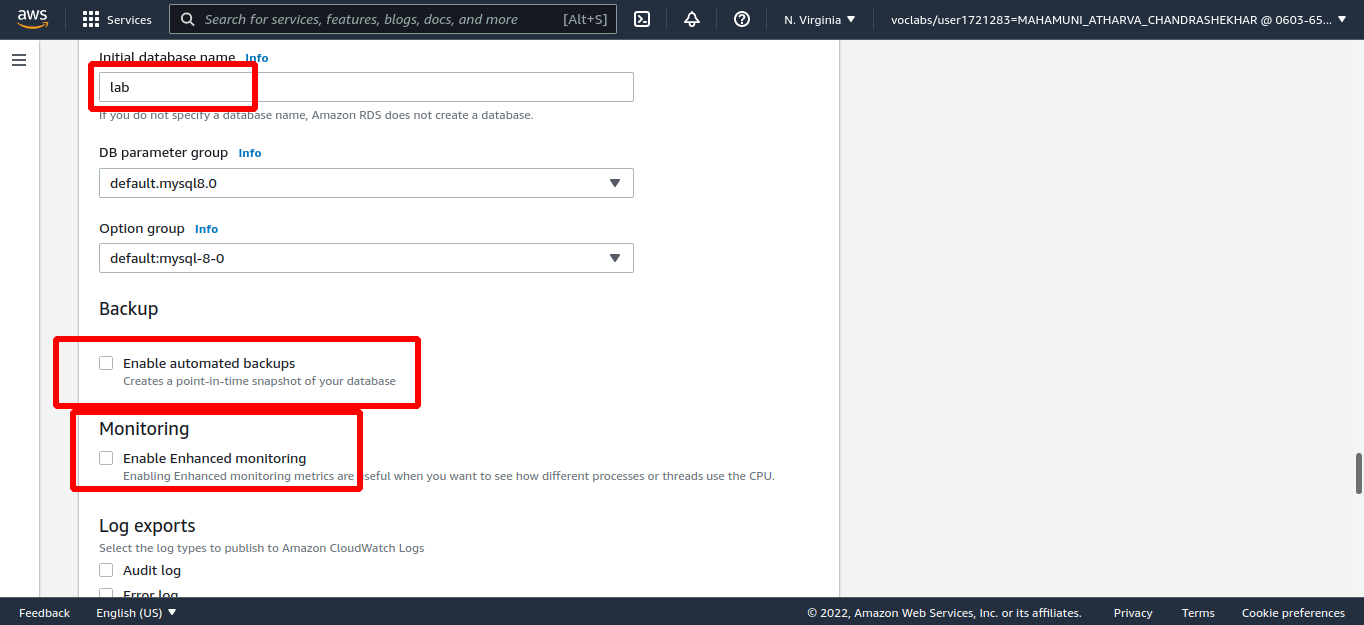 aws Services Search for services, features, blogs, docs, and more [Alt+S] N. Virginia voclabs/user1721283=MAHAMUNI_ATHARVA_CHANDRASHEKHAR @ 0603-65...
Initial database name Info
lab
If you do not specify a database name, Amazon RDS does not create a database.
DB parameter group Info
default.mysql8.0
Option group Info
default:mysql-8-0
Backup
Enable automated backups
Creates a point-in-time snapshot of your database
Monitoring
Enable Enhanced monitoring
Enabling Enhanced monitoring metrics are useful when you want to see how different processes or threads use the CPU.
Log exports
Select the log types to publish to Amazon CloudWatch Logs
Audit log
Error log
Feedback English (US) © 2022, Amazon Web Services, Inc. or its affiliates. Privacy Terms Cookie preferences